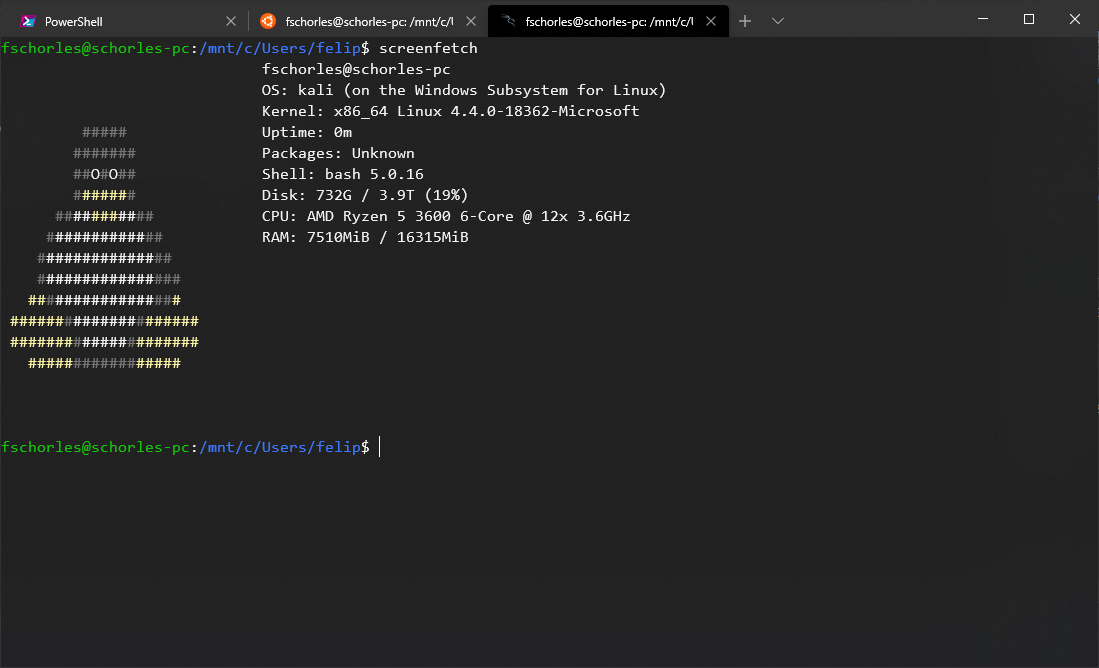 PowerShell
fschorles@schorles-pc: /mnt/c/U
fschorles@schorles-pc: /mnt/c/U
fschorles@schorles-pc:/mnt/c/Users/felip$ screenfetch
fschorles@schorles-pc
OS: kali (on the Windows Subsystem for Linux)
Kernel: x86_64 Linux 4.4.0-18362-Microsoft
##### Uptime: 0m
####### Packages: Unknown
##O#O## Shell: bash 5.0.16
####### Disk: 732G / 3.9T (19%)
########### CPU: AMD Ryzen 5 3600 6-Core @ 12x 3.6GHz
############# RAM: 7510MiB / 16315MiB
###############
################
#################
#####################
#####################
#################
fschorles@schorles-pc:/mnt/c/Users/felip$